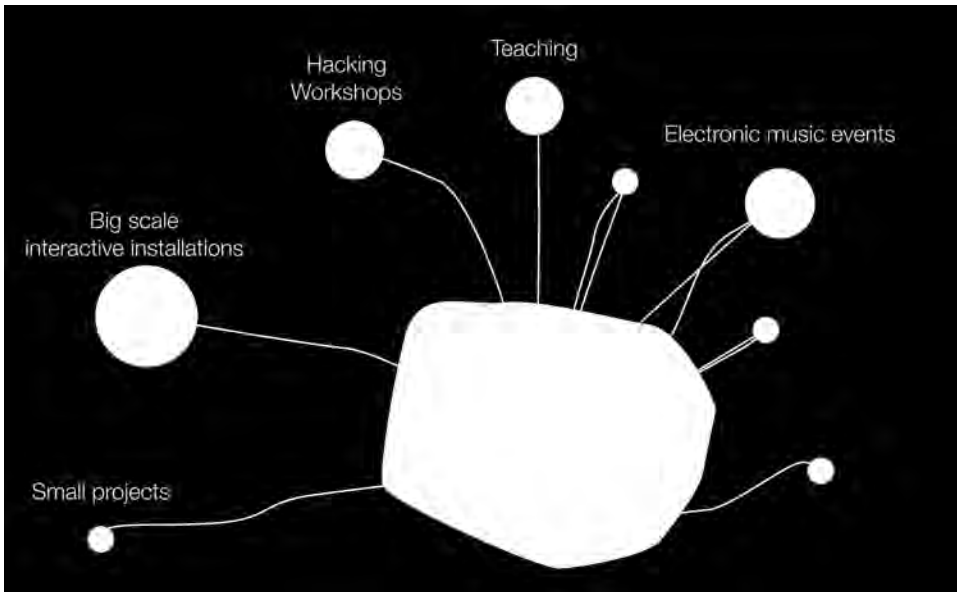 Teaching
Hacking
Workshops
Electronic music events
Big scale
interactive installations
Small projects